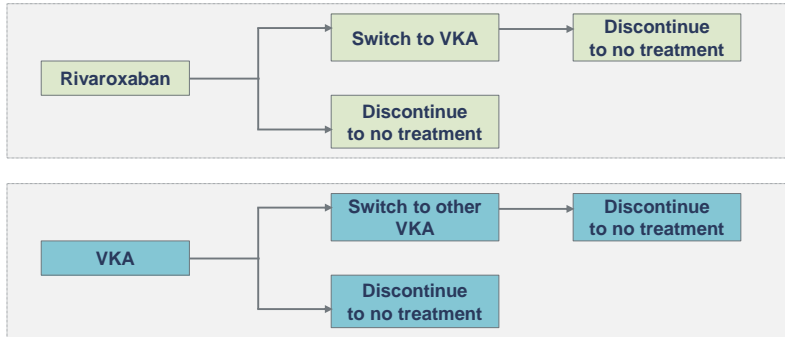 Switch to VKA
Discontinue
to no treatment
Rivaroxaban
Discontinue
to no treatment
Switch to other
VKA
Discontinue
to no treatment
VKA
Discontinue
to no treatment